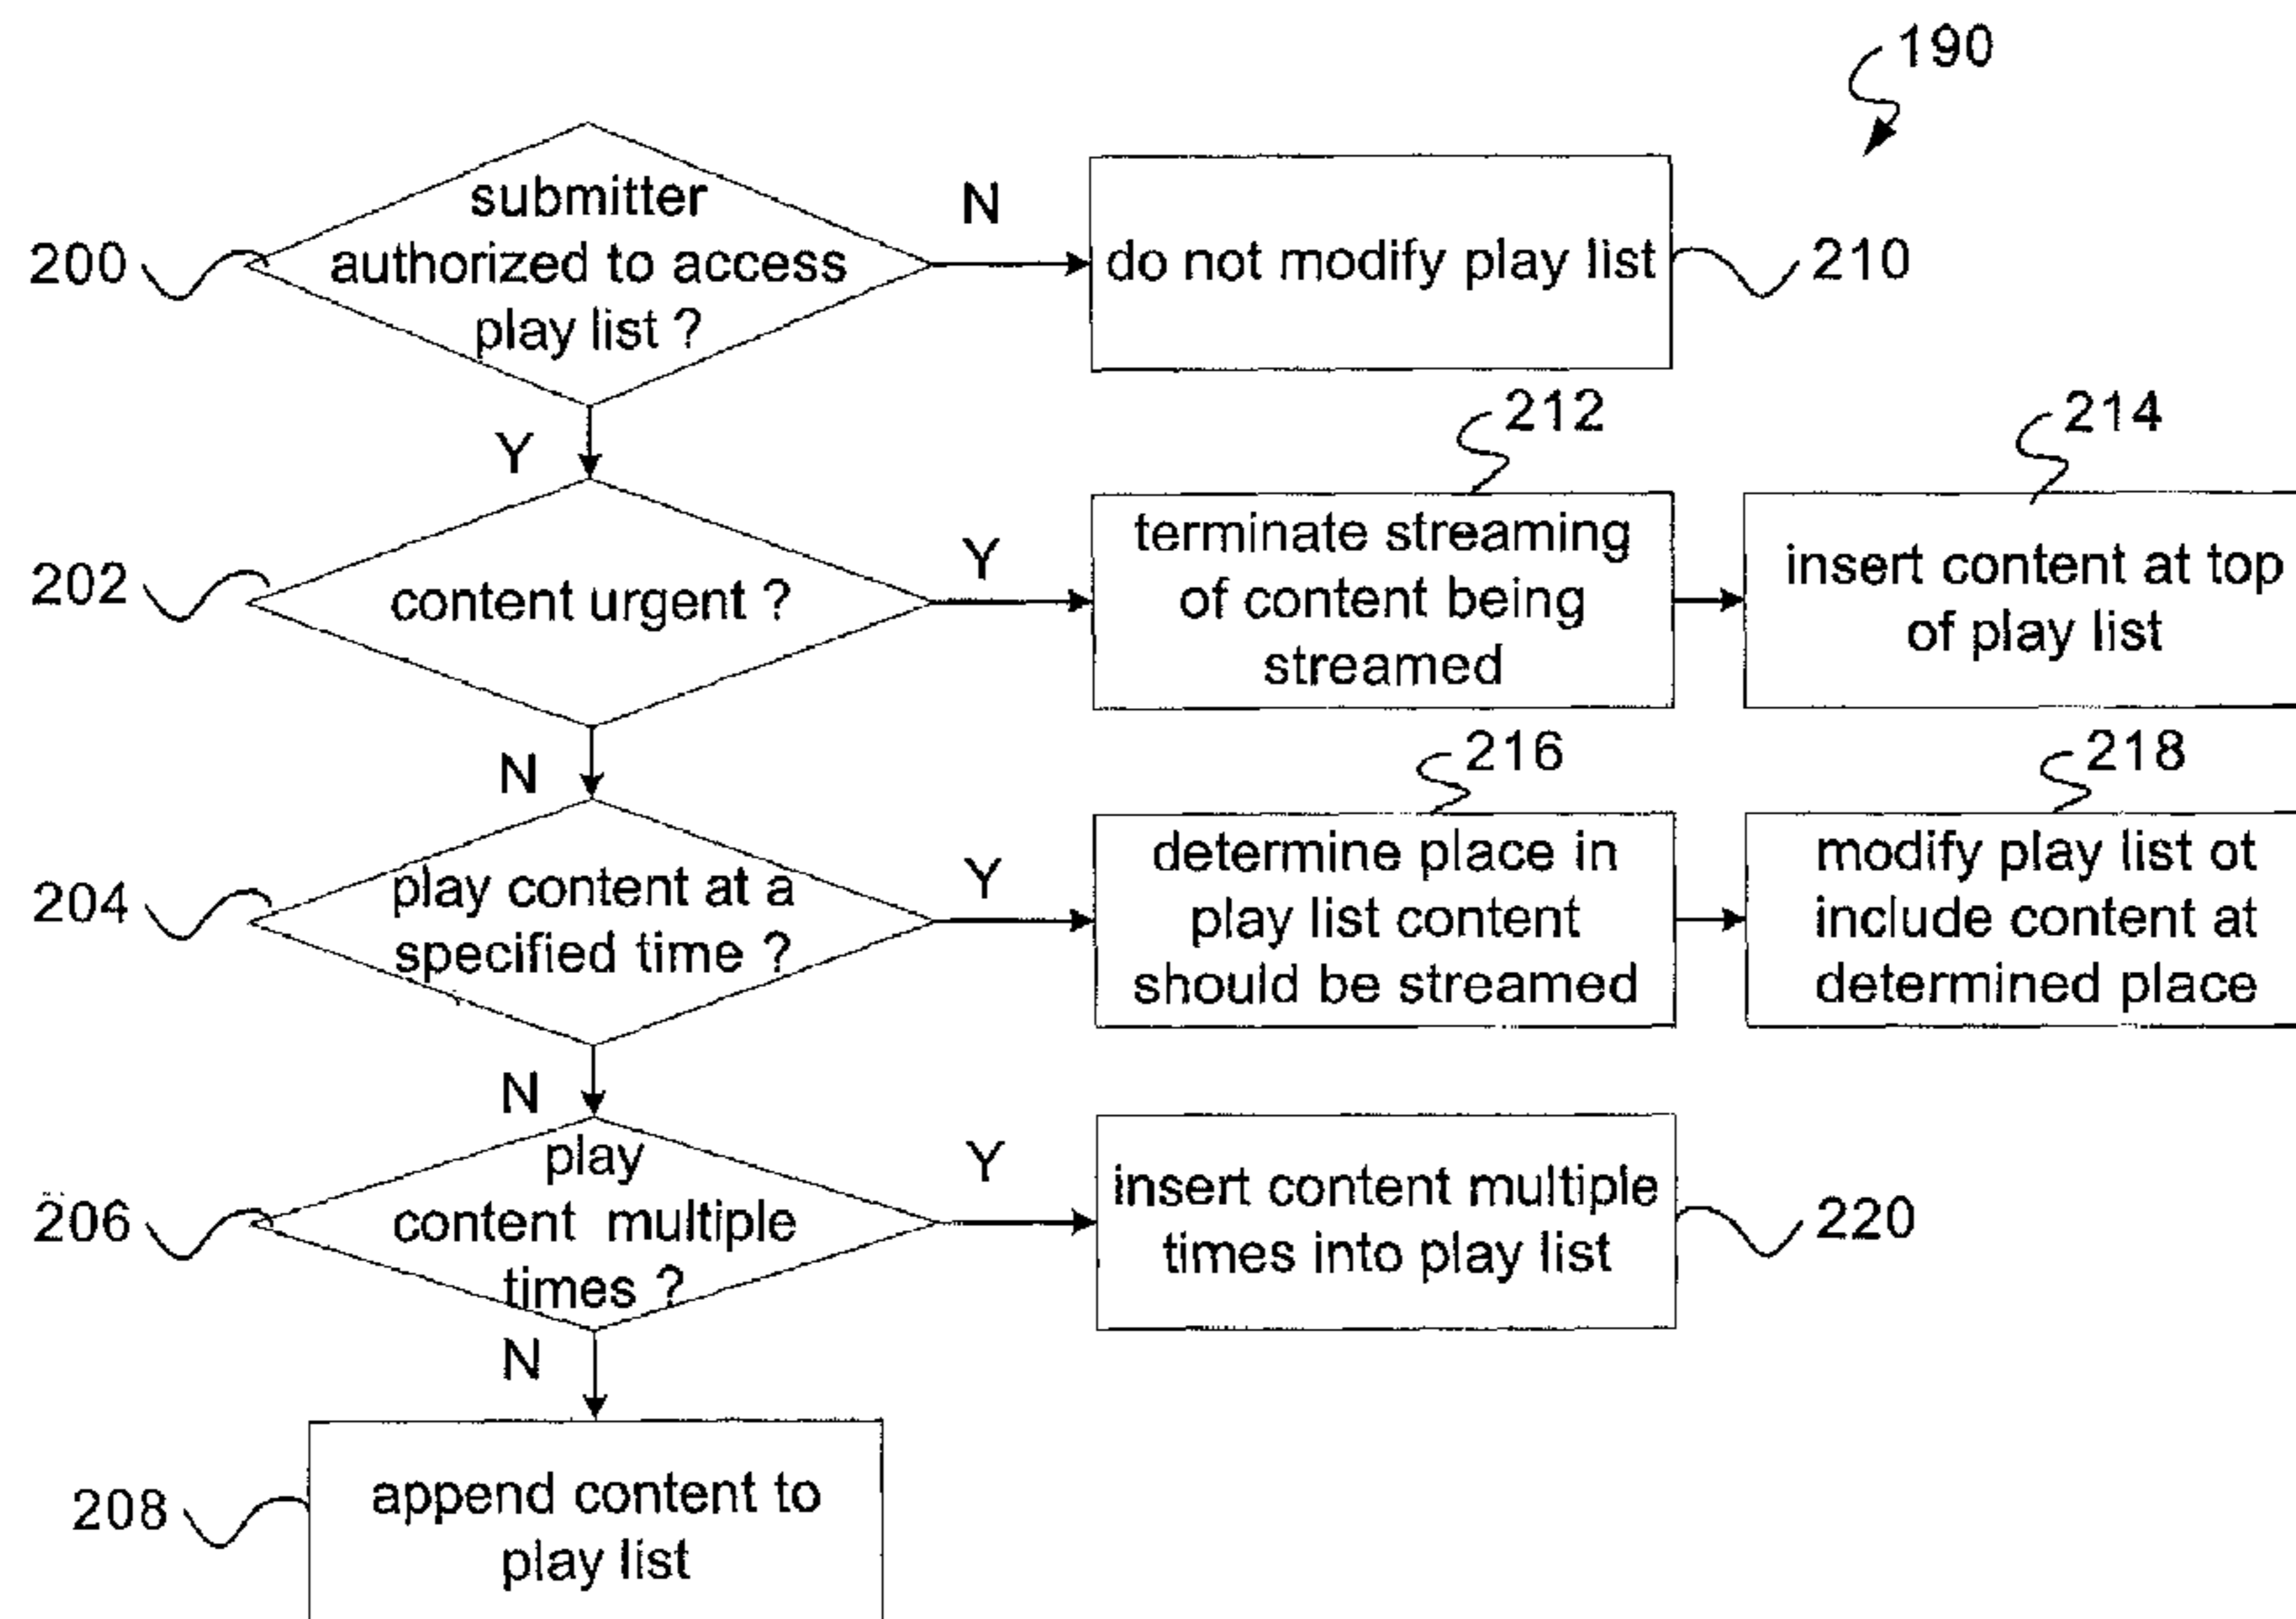 190
submitter
authorized to access
play list ?
200
N
do not modify play list
210
Y
212
214
202
content urgent ?
Y
terminate streaming
of content being
streamed
insert content at top
of play list
N
216
218
204
play content at a
specified time ?
Y
determine place in
play list content
should be streamed
modify play list ot
include content at
determined place
N
206
play
content multiple
times ?
Y
insert content multiple
times into play list
220
N
208
append content to
play list